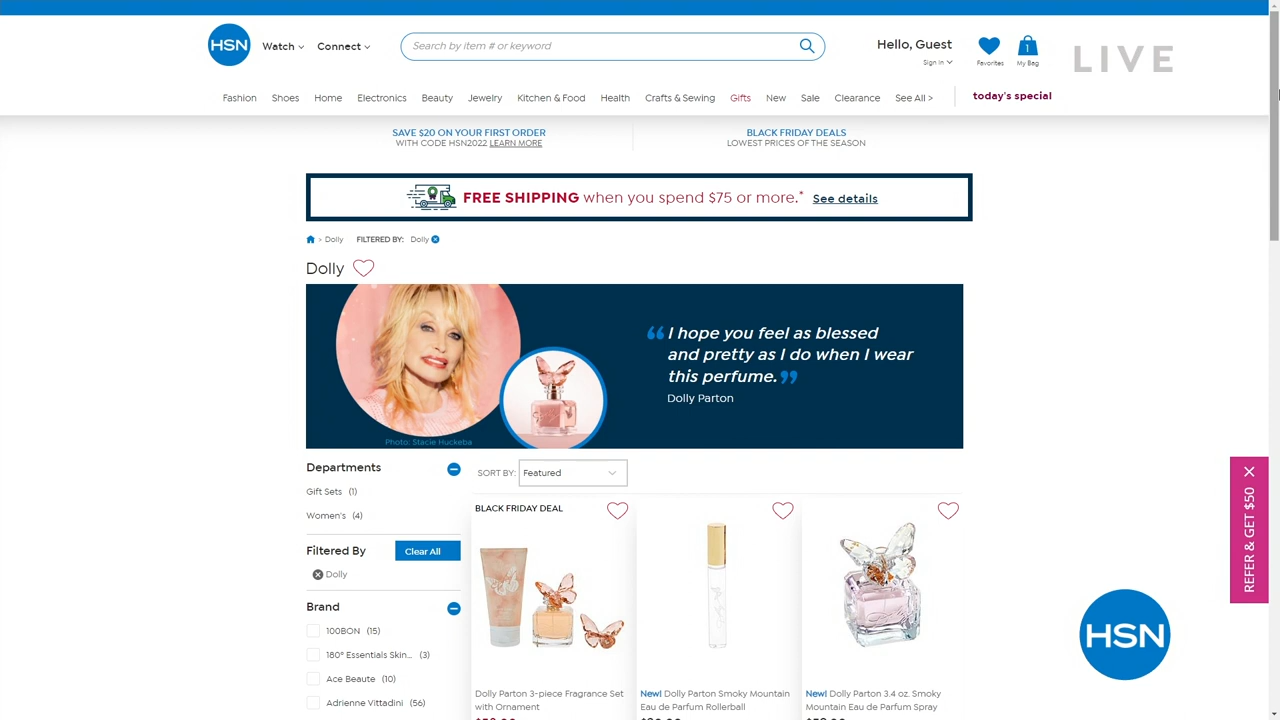 HSN
Watch
Connect
Search by item # or keyword
Hello, Guest
Sign In
Favorites
1
My Bag
LIVE
Fashion
Shoes
Home
Electronics
Beauty
Jewelry
Kitchen & Food
Health
Crafts & Sewing
Gifts
New
Sale
Clearance
See All >
today's special
SAVE $20 ON YOUR FIRST ORDER
WITH CODE HSN2022 LEARN MORE
BLACK FRIDAY DEALS
LOWEST PRICES OF THE SEASON
FREE SHIPPING when you spend $75 or more.* See details
> Dolly FILTERED BY: Dolly
Dolly
“ I hope you feel as blessed
and pretty as I do when I wear
this perfume. ”
Dolly Parton
Photo: Stacie Huckeba
Departments
Gift Sets (1)
Women's (4)
Filtered By
Clear All
Dolly
Brand
100BON (15)
180° Essentials Skin... (3)
Ace Beaute (10)
Adrienne Vittadini (56)
SORT BY: Featured
BLACK FRIDAY DEAL
Dolly Parton 3-piece Fragrance Set
with Ornament
New! Dolly Parton Smoky Mountain
Eau de Parfum Rollerball
New! Dolly Parton 3.4 oz. Smoky
Mountain Eau de Parfum Spray
REFER & GET $50
HSN